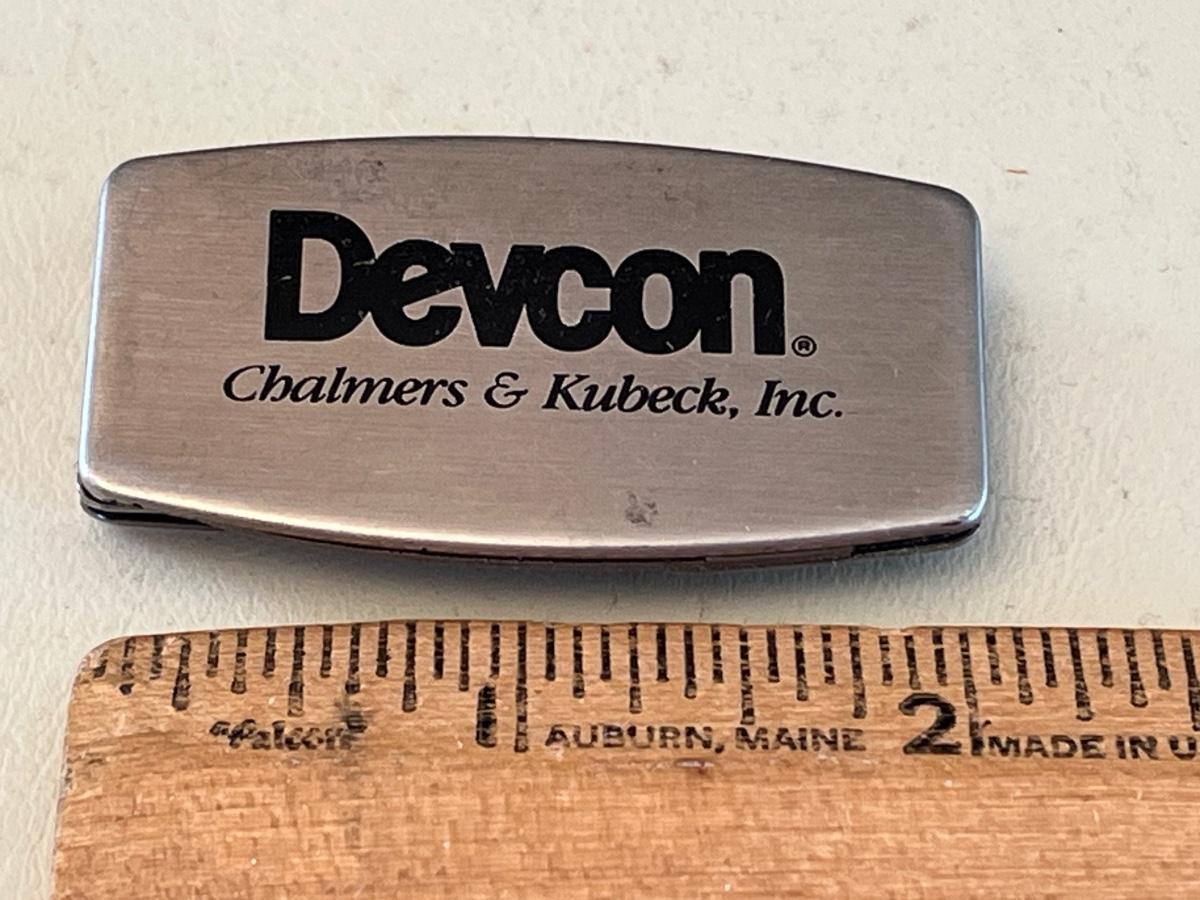 Devcon®
Chalmers & Kubeck, Inc.
"Falcon"
1
AUBURN, MAINE
2
MADE IN U